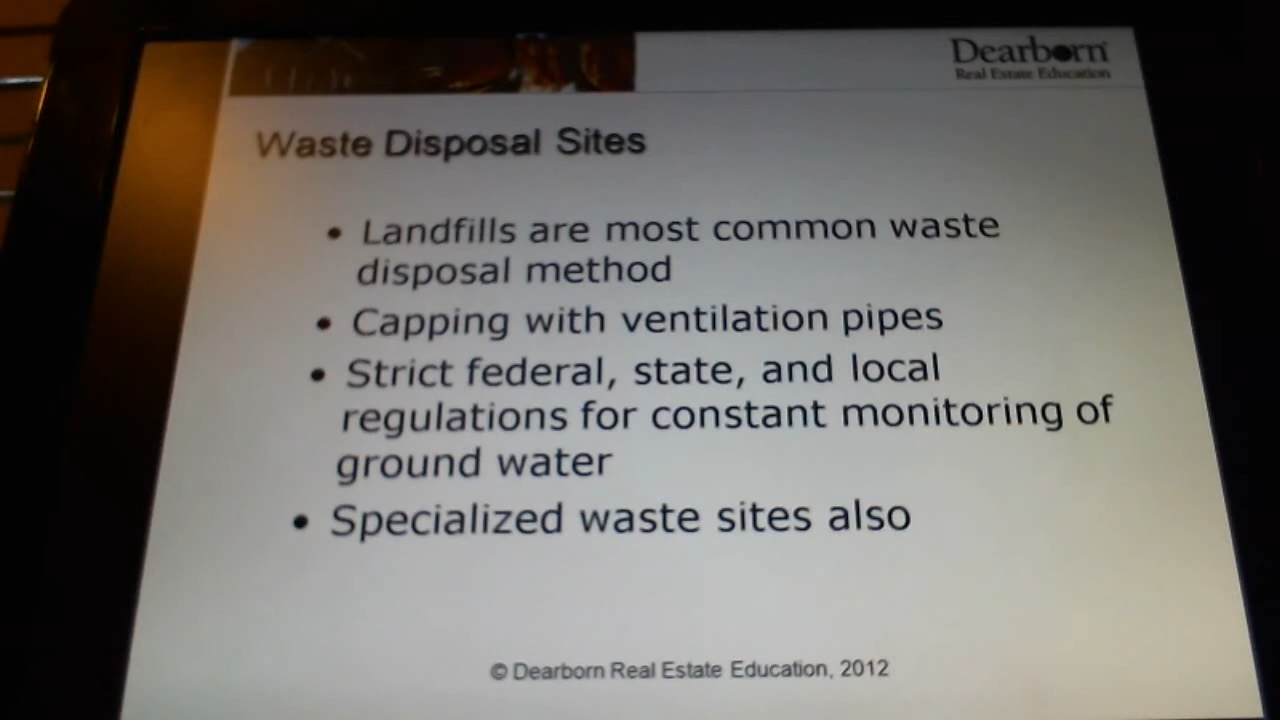 Dearborn
Real Estate Education
Waste Disposal Sites
• Landfills are most common waste
disposal method
• Capping with ventilation pipes
• Strict federal, state, and local
regulations for constant monitoring of
ground water
• Specialized waste sites also
© Dearborn Real Estate Education, 2012